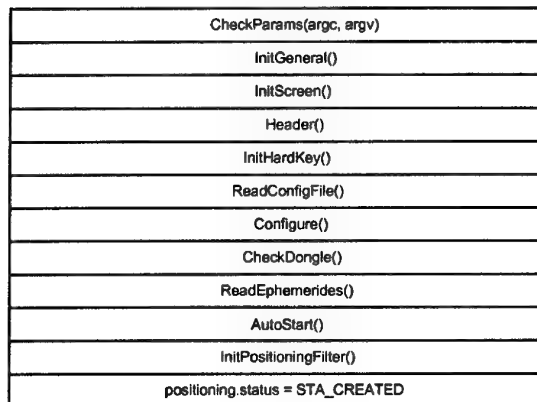 CheckParams(argc, argv)
InitGeneral()
InitScreen()
Header()
InitHardKey()
ReadConfigFile()
Configure()
CheckDongle()
ReadEphemerides()
AutoStart()
InitPositioningFilter()
positioning.status = STA_CREATED